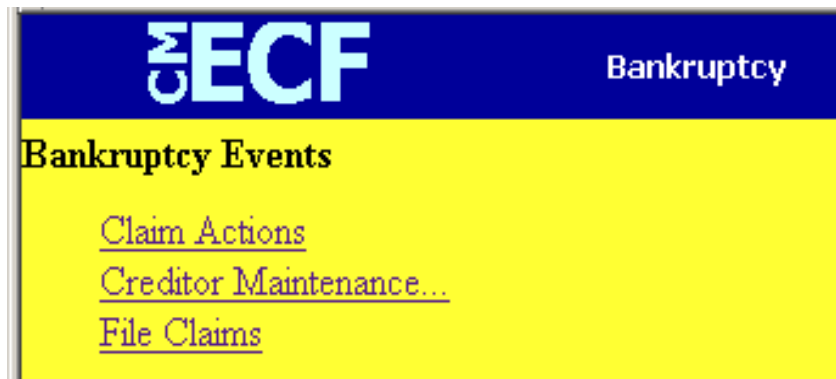 CM ECF Bankruptcy
Bankruptcy Events
Claim Actions
Creditor Maintenance...
File Claims